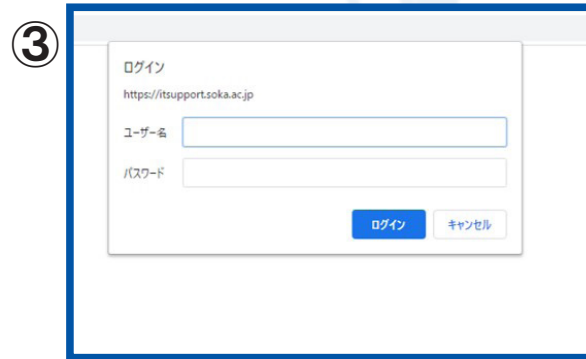 ③
ログイン
https://itsupport.soka.ac.jp
ユーザー名
パスワード
ログイン キャンセル